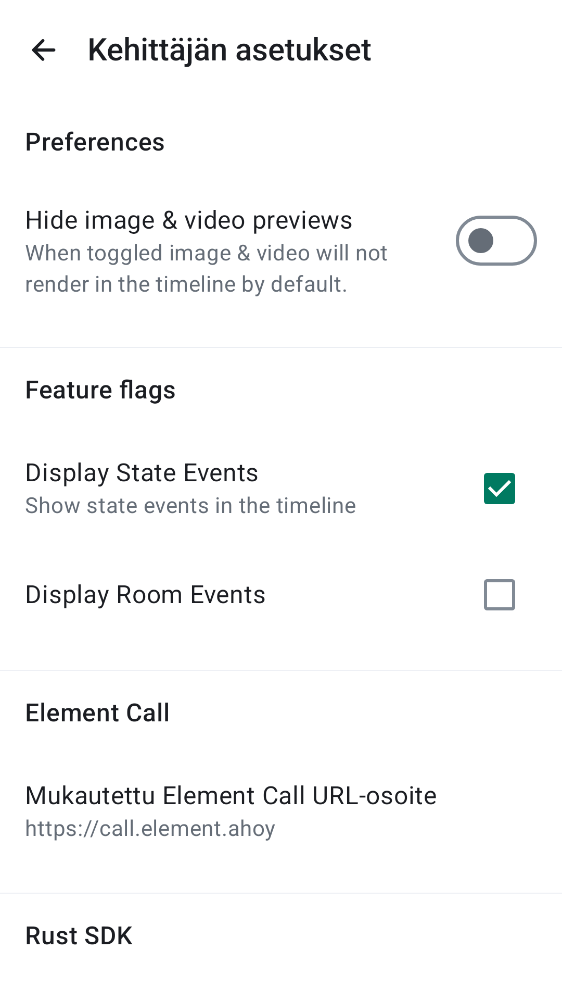 Kehittäjän asetukset
Preferences
Hide image & video previews
When toggled image & video will not
render in the timeline by default.
Feature flags
Display State Events
Show state events in the timeline
Display Room Events
Element Call
Mukautettu Element Call URL-osoite
https://call.element.ahoy
Rust SDK